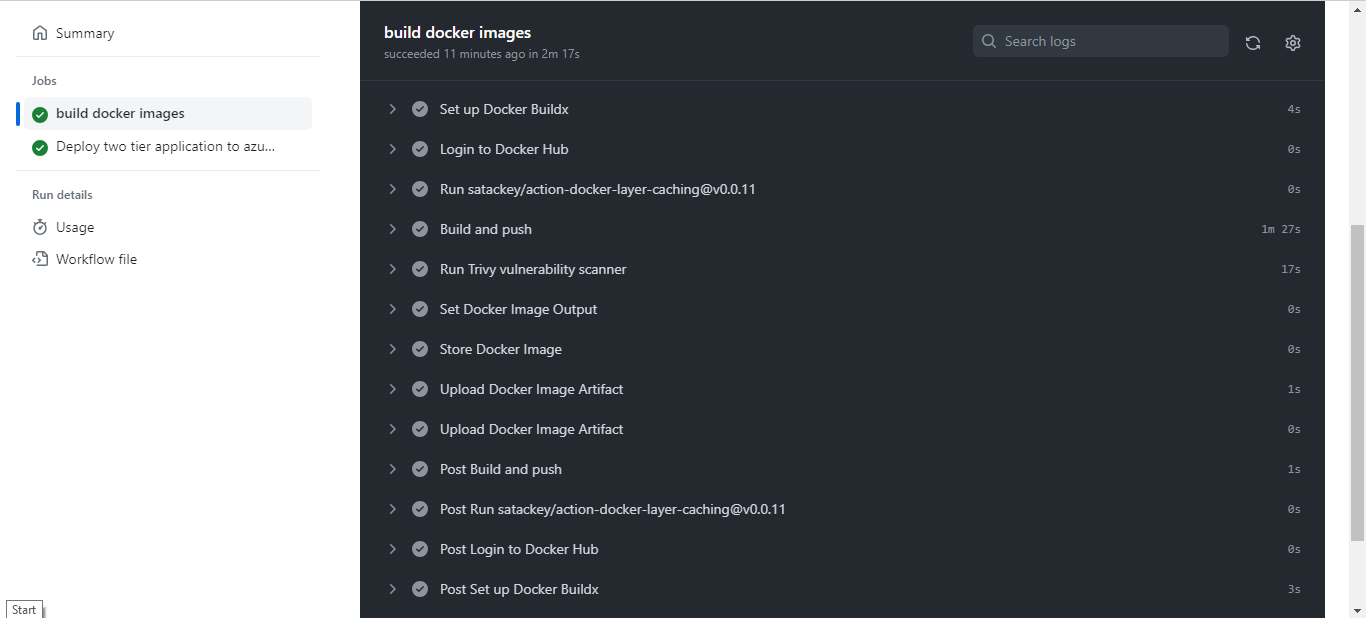 Summary
Jobs
build docker images
Deploy two tier application to azu...
Run details
Usage
Workflow file
build docker images
succeeded 11 minutes ago in 2m 17s
Search logs
Set up Docker Buildx 4s
Login to Docker Hub 0s
Run satackey/action-docker-layer-caching@v0.0.11 0s
Build and push 1m 27s
Run Trivy vulnerability scanner 17s
Set Docker Image Output 0s
Store Docker Image 0s
Upload Docker Image Artifact 1s
Upload Docker Image Artifact 0s
Post Build and push 1s
Post Run satackey/action-docker-layer-caching@v0.0.11 0s
Post Login to Docker Hub 0s
Post Set up Docker Buildx 3s
Start